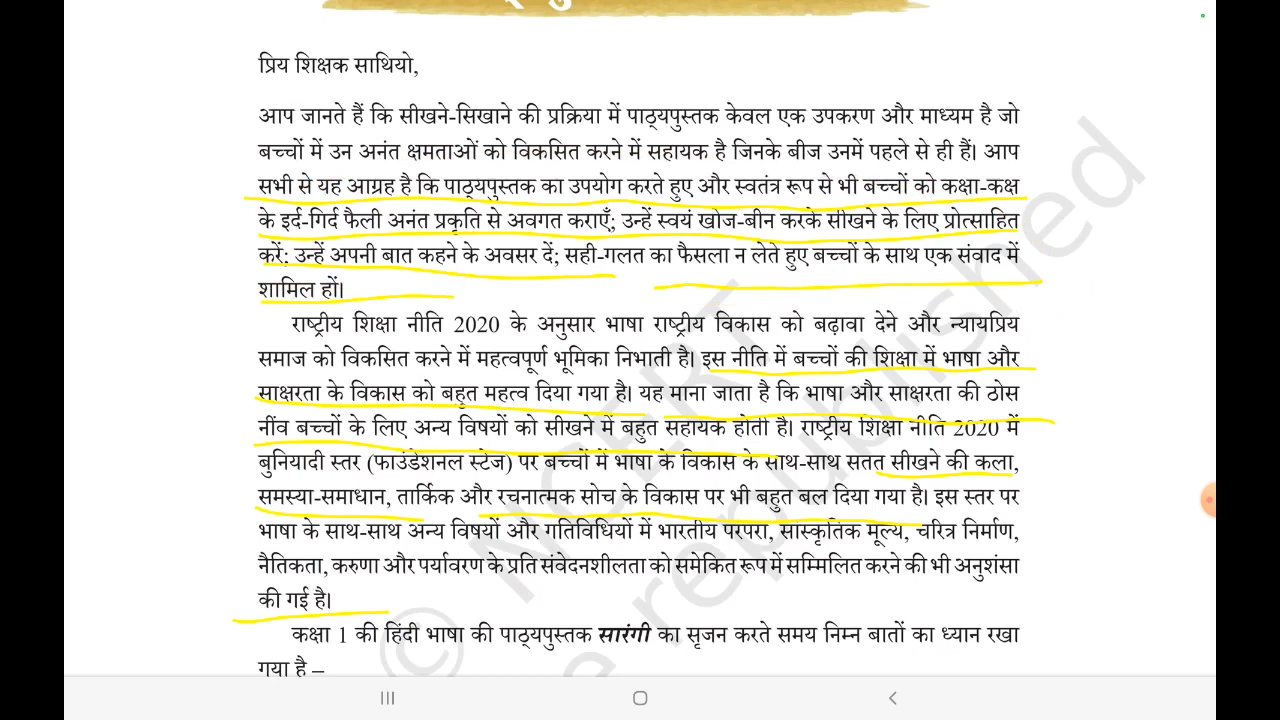 प्रिय शिक्षक साथियो,
आप जानते हैं कि सीखने-सिखाने की प्रक्रिया में पाठ्यपुस्तक केवल एक उपकरण और माध्यम है जो
बच्चों में उन अनंत क्षमताओं को विकसित करने में सहायक है जिनके बीज उनमें पहले से ही हैं। आप
सभी से यह आग्रह है कि पाठ्यपुस्तक का उपयोग करते हुए और स्वतंत्र रूप से भी बच्चों को कक्षा-कक्ष
के इर्द-गिर्द फैली अनंत प्रकृति से अवगत कराएँ; उन्हें स्वयं खोज-बीन करके सीखने के लिए प्रोत्साहित
करें; उन्हें अपनी बात कहने के अवसर दें; सही-गलत का फैसला न लेते हुए बच्चों के साथ एक संवाद में
शामिल हों।
राष्ट्रीय शिक्षा नीति 2020 के अनुसार भाषा राष्ट्रीय विकास को बढ़ावा देने और न्यायप्रिय
समाज को विकसित करने में महत्वपूर्ण भूमिका निभाती है। इस नीति में बच्चों की शिक्षा में भाषा और
साक्षरता के विकास को बहुत महत्व दिया गया है। यह माना जाता है कि भाषा और साक्षरता की ठोस
नींव बच्चों के लिए अन्य विषयों को सीखने में बहुत सहायक होती है। राष्ट्रीय शिक्षा नीति 2020 में
बुनियादी स्तर (फाउंडेशनल स्टेज) पर बच्चों में भाषा के विकास के साथ-साथ सतत सीखने की कला,
समस्या-समाधान, तार्किक और रचनात्मक सोच के विकास पर भी बहुत बल दिया गया है। इस स्तर पर
भाषा के साथ-साथ अन्य विषयों और गतिविधियों में भारतीय परंपरा, सांस्कृतिक मूल्य, चरित्र निर्माण,
नैतिकता, करुणा और पर्यावरण के प्रति संवेदनशीलता को समेकित रूप में सम्मिलित करने की भी अनुशंसा
की गई है।
कक्षा 1 की हिंदी भाषा की पाठ्यपुस्तक सारंगी का सृजन करते समय निम्न बातों का ध्यान रखा
गया है –
© NCERT
be republished